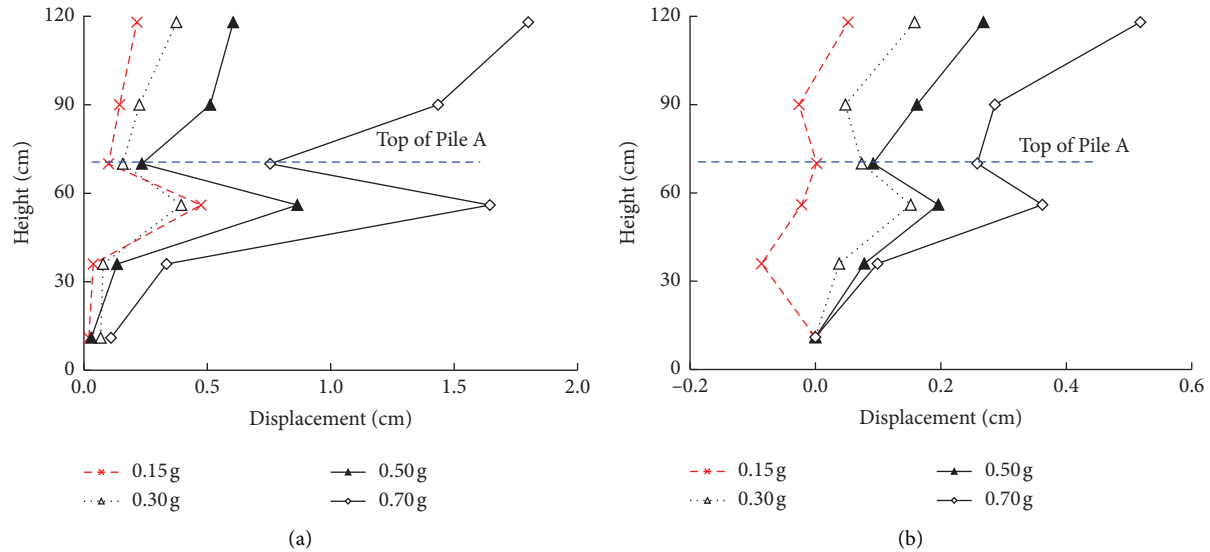 120
90
60
30
0
Height (cm)
Top of Pile A
0.0
0.5
1.0
1.5
2.0
Displacement (cm)
0.15 g
0.30 g
0.50 g
0.70 g
(a)
120
90
60
30
0
Height (cm)
Top of Pile A
–0.2
0.0
0.2
0.4
0.6
Displacement (cm)
0.15 g
0.30 g
0.50 g
0.70 g
(b)